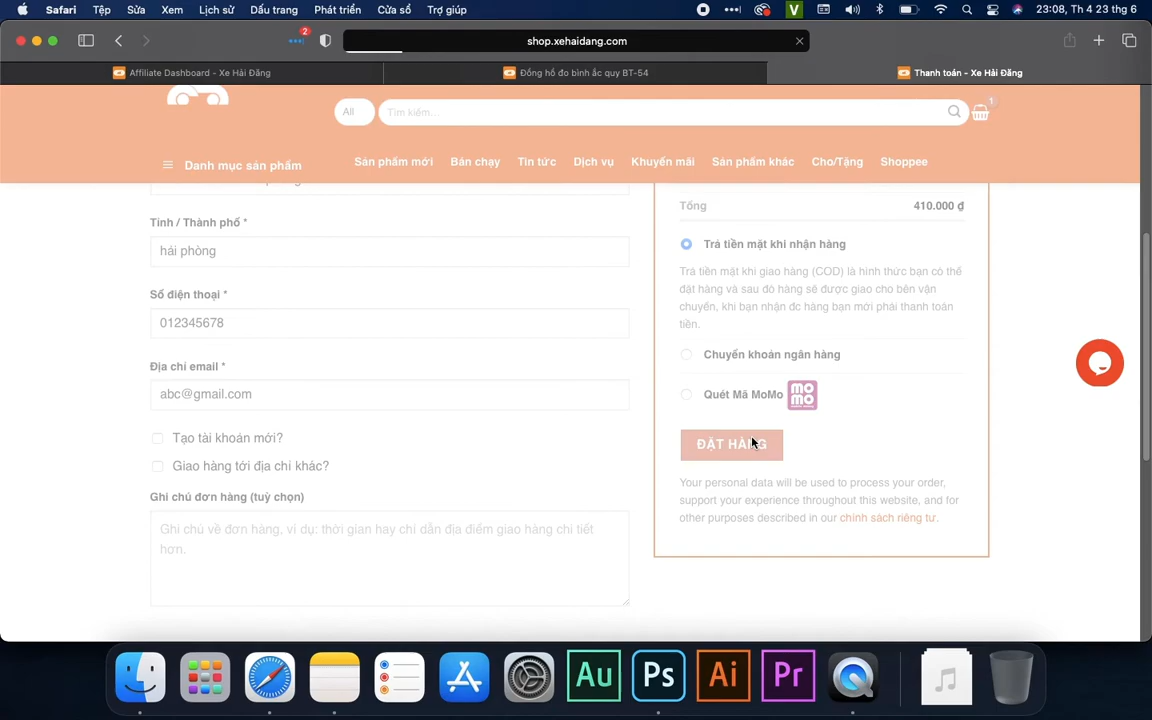 Safari Tệp Sửa Xem Lịch sử Dấu trang Phát triển Cửa sổ Trợ giúp V 23:08, Th 4 23 thg 6
2 shop.xehaidang.com
Affiliate Dashboard - Xe Hải Đăng Đồng hồ đo bình ắc quy BT-54 Thanh toán - Xe Hải Đăng
All Tìm kiếm... 1
Danh mục sản phẩm Sản phẩm mới Bán chạy Tin tức Dịch vụ Khuyến mãi Sản phẩm khác Cho/Tặng Shoppee
Tỉnh / Thành phố *
hải phòng
Số điện thoại *
012345678
Địa chỉ email *
abc@gmail.com
Tạo tài khoản mới?
Giao hàng tới địa chỉ khác?
Ghi chú đơn hàng (tuỳ chọn)
Ghi chú về đơn hàng, ví dụ: thời gian hay chỉ dẫn địa điểm giao hàng chi tiết
hơn.
Tổng 410.000 ₫
Trả tiền mặt khi nhận hàng
Trả tiền mặt khi giao hàng (COD) là hình thức bạn có thể
đặt hàng và sau đó hàng sẽ được giao cho bên vận
chuyển, khi bạn nhận đc hàng bạn mới phải thanh toán
tiền.
Chuyển khoản ngân hàng
Quét Mã MoMo mo
mo
ĐẶT HÀNG
Your personal data will be used to process your order,
support your experience throughout this website, and for
other purposes described in our chính sách riêng tư.
Au Ps Ai Pr